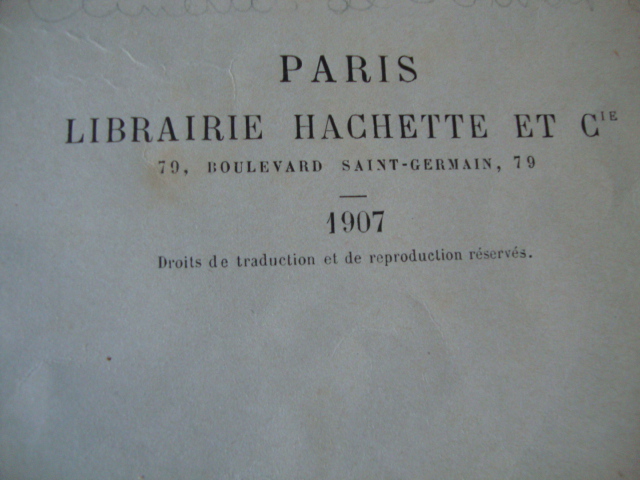 PARIS
LIBRAIRIE HACHETTE ET Cⁱᴱ
79, BOULEVARD SAINT-GERMAIN, 79
1907
Droits de traduction et de reproduction réservés.